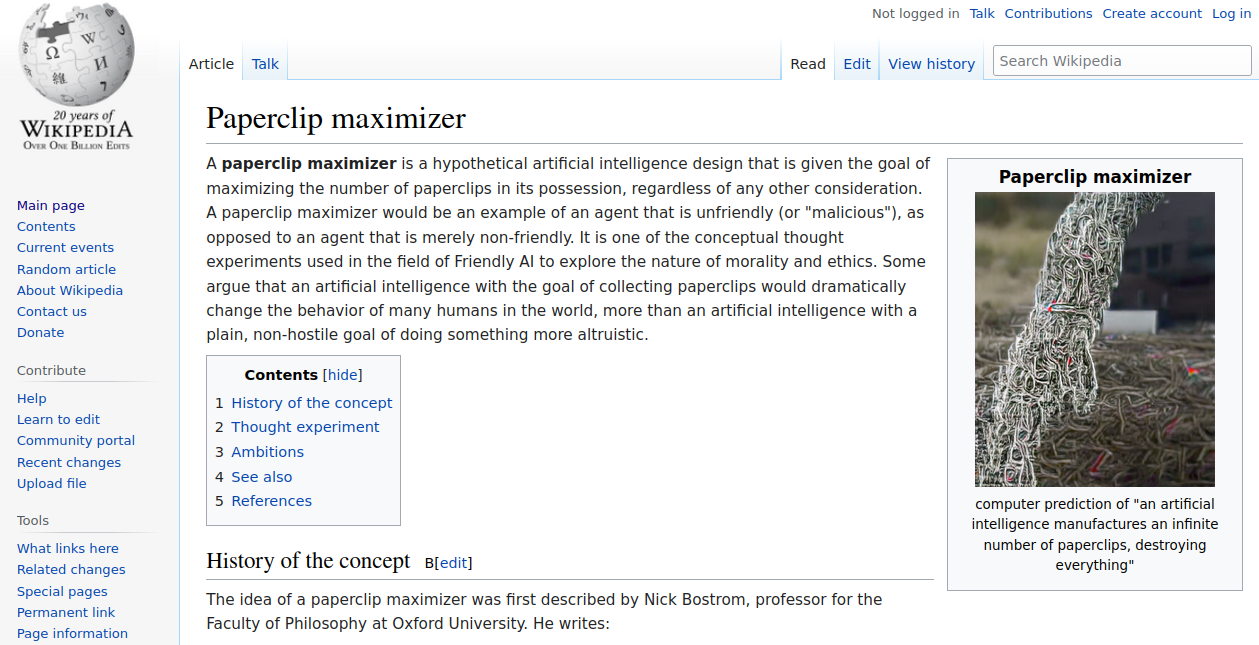 Not logged in Talk Contributions Create account Log in
Article Talk Read Edit View history Search Wikipedia
Ω W И 維
20 years of
WIKIPEDIA
OVER ONE BILLION EDITS
Main page
Contents
Current events
Random article
About Wikipedia
Contact us
Donate
Contribute
Help
Learn to edit
Community portal
Recent changes
Upload file
Tools
What links here
Related changes
Special pages
Permanent link
Page information
Paperclip maximizer
A paperclip maximizer is a hypothetical artificial intelligence design that is given the goal of
maximizing the number of paperclips in its possession, regardless of any other consideration.
A paperclip maximizer would be an example of an agent that is unfriendly (or "malicious"), as
opposed to an agent that is merely non-friendly. It is one of the conceptual thought
experiments used in the field of Friendly AI to explore the nature of morality and ethics. Some
argue that an artificial intelligence with the goal of collecting paperclips would dramatically
change the behavior of many humans in the world, more than an artificial intelligence with a
plain, non-hostile goal of doing something more altruistic.
Contents [hide]
1 History of the concept
2 Thought experiment
3 Ambitions
4 See also
5 References
History of the concept B[edit]
The idea of a paperclip maximizer was first described by Nick Bostrom, professor for the
Faculty of Philosophy at Oxford University. He writes:
Paperclip maximizer
computer prediction of "an artificial
intelligence manufactures an infinite
number of paperclips, destroying
everything"